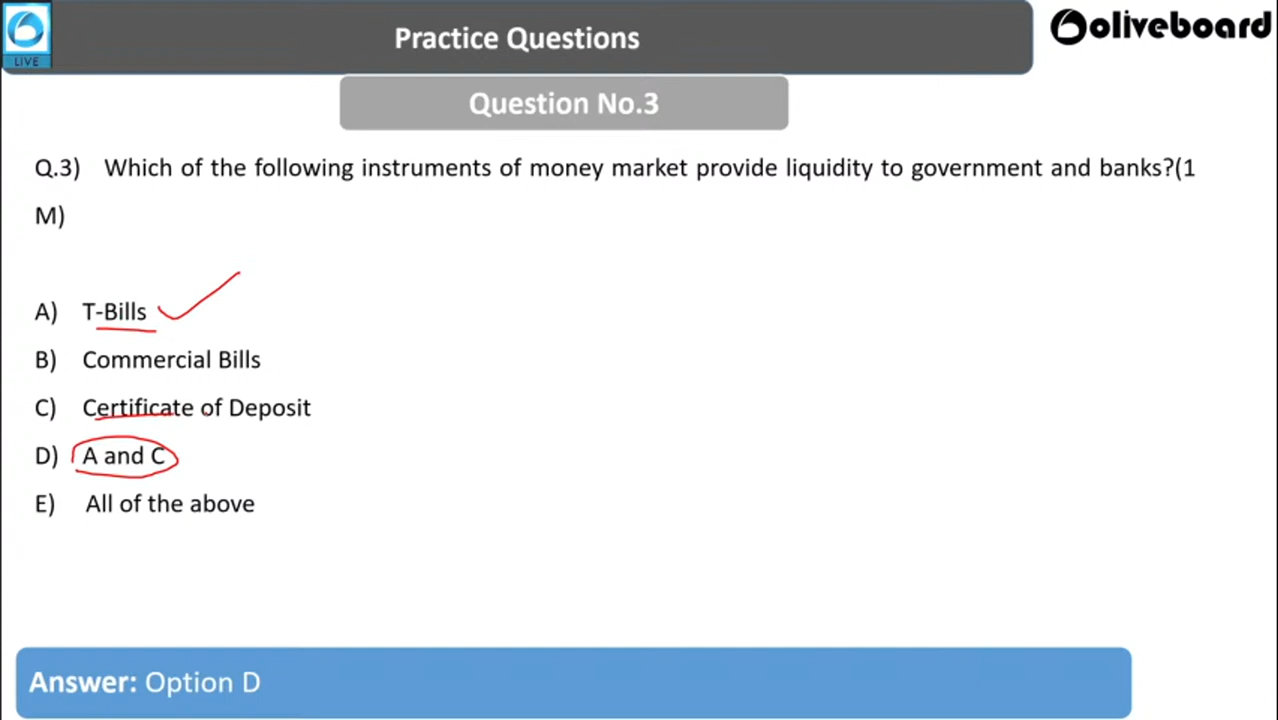 LIVE
Practice Questions
oliveboard
Question No.3
Q.3) Which of the following instruments of money market provide liquidity to government and banks?(1
M)
A) T-Bills
B) Commercial Bills
C) Certificate of Deposit
D) A and C
E) All of the above
Answer: Option D